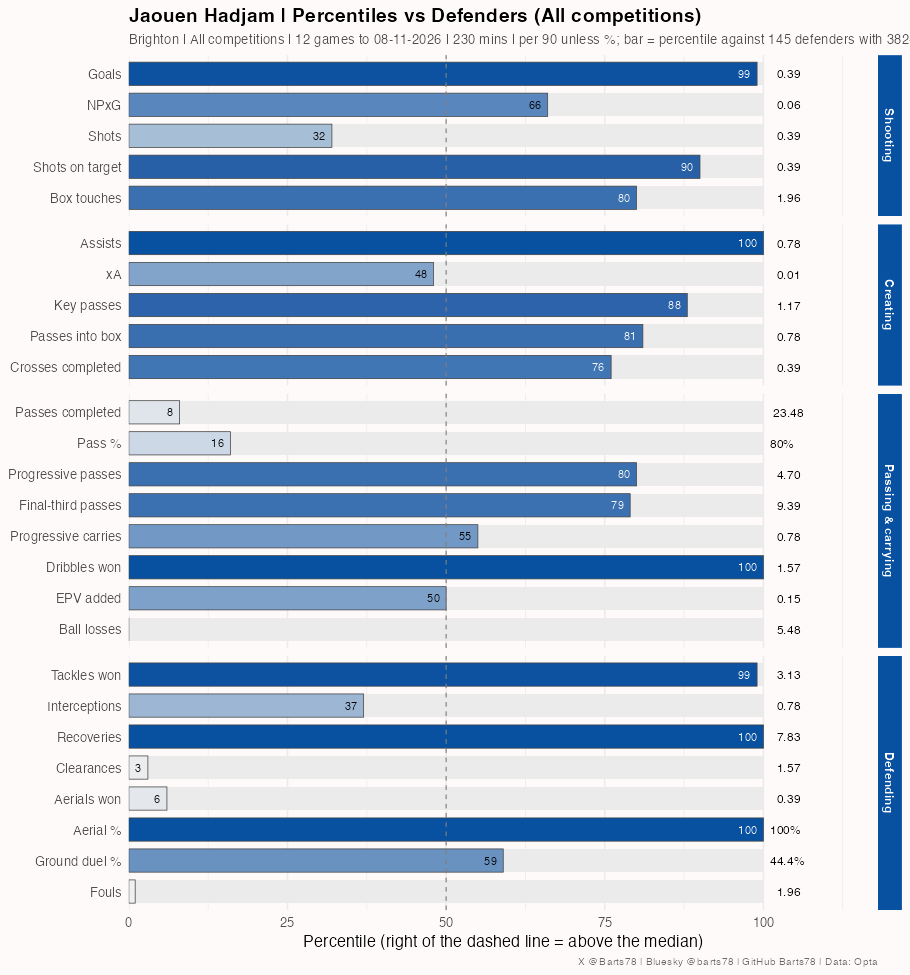 Jaouen Hadjam | Percentiles vs Defenders (All competitions)
Brighton | All competitions | 12 games to 08-11-2026 | 230 mins | per 90 unless %; bar = percentile against 145 defenders with 382
Goals 99 0.39
NPxG 66 0.06
Shots 32 0.39
Shots on target 90 0.39
Box touches 80 1.96
Shooting
Assists 100 0.78
xA 48 0.01
Key passes 88 1.17
Passes into box 81 0.78
Crosses completed 76 0.39
Creating
Passes completed 8 23.48
Pass % 16 80%
Progressive passes 80 4.70
Final-third passes 79 9.39
Progressive carries 55 0.78
Dribbles won 100 1.57
EPV added 50 0.15
Ball losses 5.48
Passing & carrying
Tackles won 99 3.13
Interceptions 37 0.78
Recoveries 100 7.83
Clearances 3 1.57
Aerials won 6 0.39
Aerial % 100 100%
Ground duel % 59 44.4%
Fouls 1.96
Defending
0 25 50 75 100
Percentile (right of the dashed line = above the median)
X @Barts78 | Bluesky @barts78 | GitHub Barts78 | Data: Opta